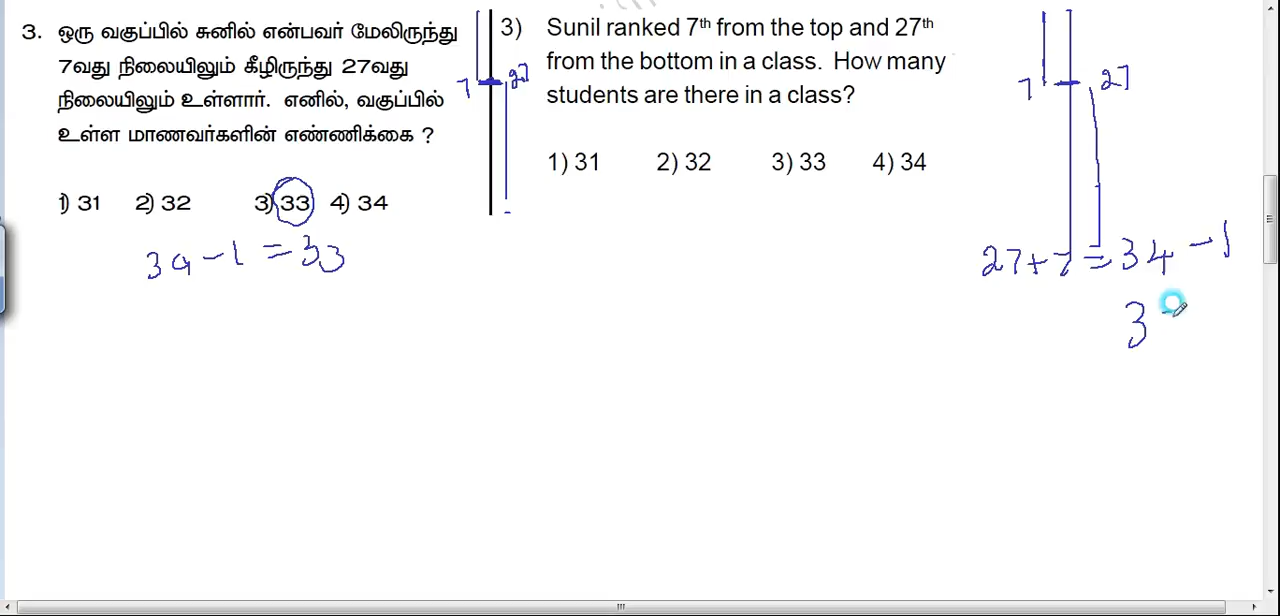 3. ஒரு வகுப்பில் சுனில் என்பவர் மேலிருந்து
7வது நிலையிலும் கீழிருந்து 27வது
நிலையிலும் உள்ளார். எனில், வகுப்பில்
உள்ள மாணவர்களின் எண்ணிக்கை ?
1) 31 2) 32 3) 33 4) 34
34 - 1 = 33
7 27
3) Sunil ranked 7th from the top and 27th
from the bottom in a class. How many
students are there in a class?
1) 31 2) 32 3) 33 4) 34
7 27
27 + 7 = 34 - 1
3